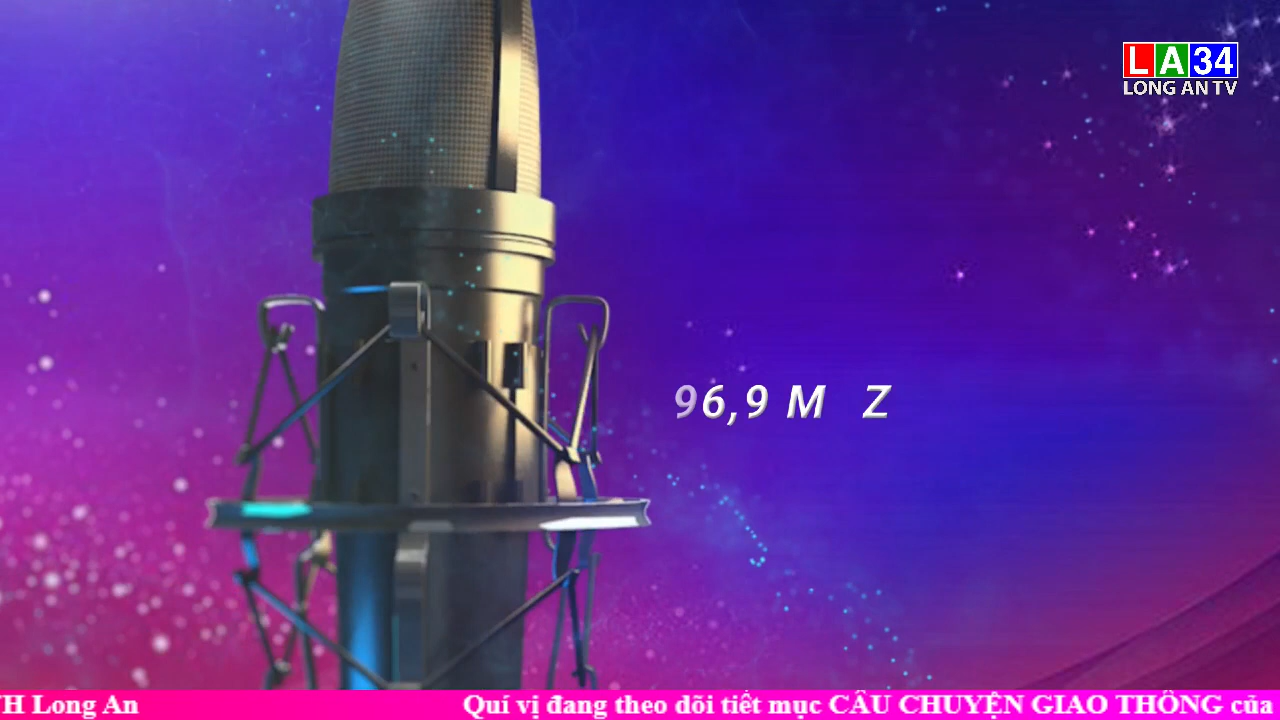 LA34
LONG AN TV
96,9 M Z
H Long An Quí vị đang theo dõi tiết mục CÂU CHUYỆN GIAO THÔNG của